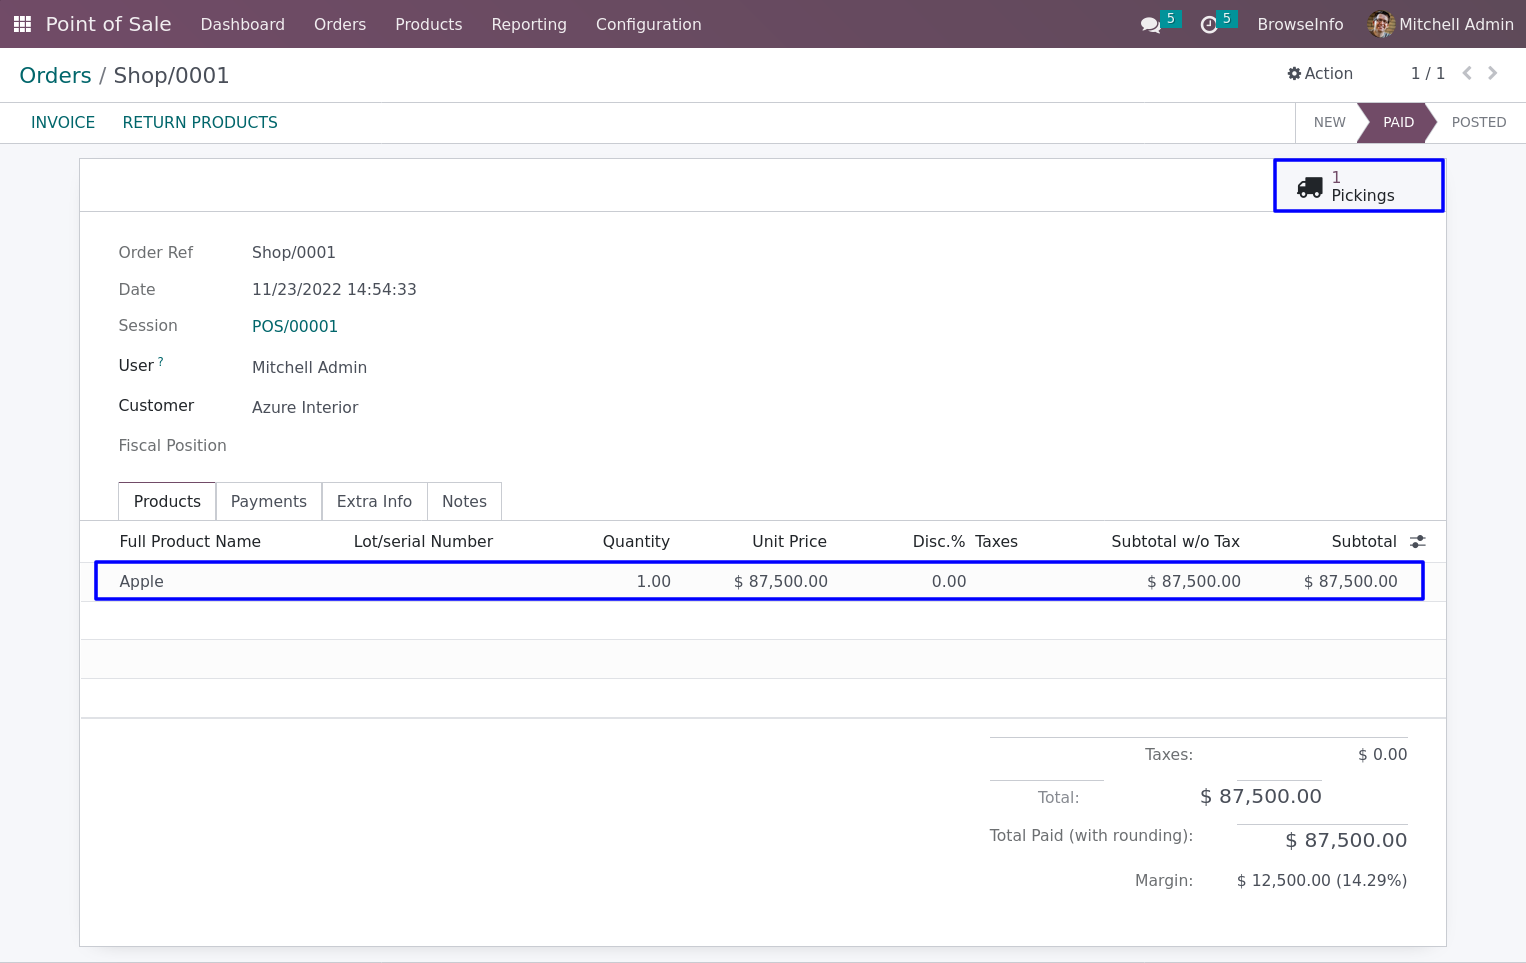 Point of Sale Dashboard Orders Products Reporting Configuration 5 5 BrowseInfo Mitchell Admin
Orders / Shop/0001 Action 1 / 1
INVOICE RETURN PRODUCTS NEW PAID POSTED
1
Pickings
Order Ref Shop/0001
Date 11/23/2022 14:54:33
Session POS/00001
User ? Mitchell Admin
Customer Azure Interior
Fiscal Position
Products Payments Extra Info Notes
Full Product Name Lot/serial Number Quantity Unit Price Disc.% Taxes Subtotal w/o Tax Subtotal
Apple 1.00 $ 87,500.00 0.00 $ 87,500.00 $ 87,500.00
Taxes: $ 0.00
Total: $ 87,500.00
Total Paid (with rounding): $ 87,500.00
Margin: $ 12,500.00 (14.29%)